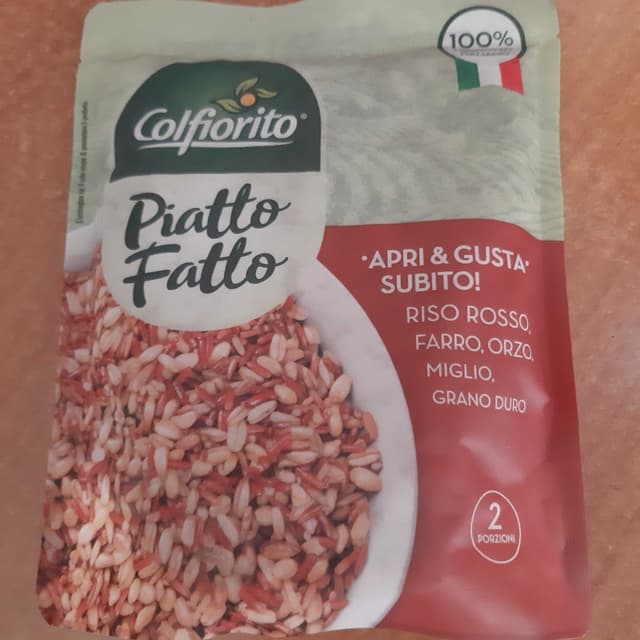 100%
Colfiorito®
Piatto
Fatto
•APRI & GUSTA•
SUBITO!
RISO ROSSO,
FARRO, ORZO,
MIGLIO,
GRANO DURO
2
PORZIONI